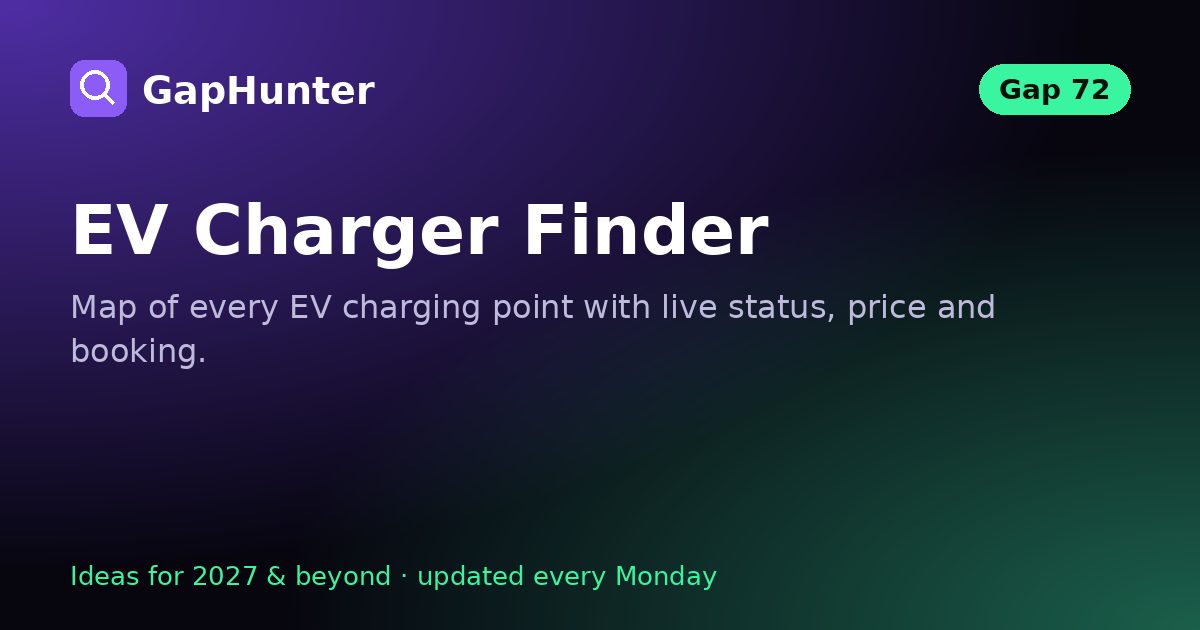 GapHunter
Gap 72
EV Charger Finder
Map of every EV charging point with live status, price and
booking.
Ideas for 2027 & beyond · updated every Monday